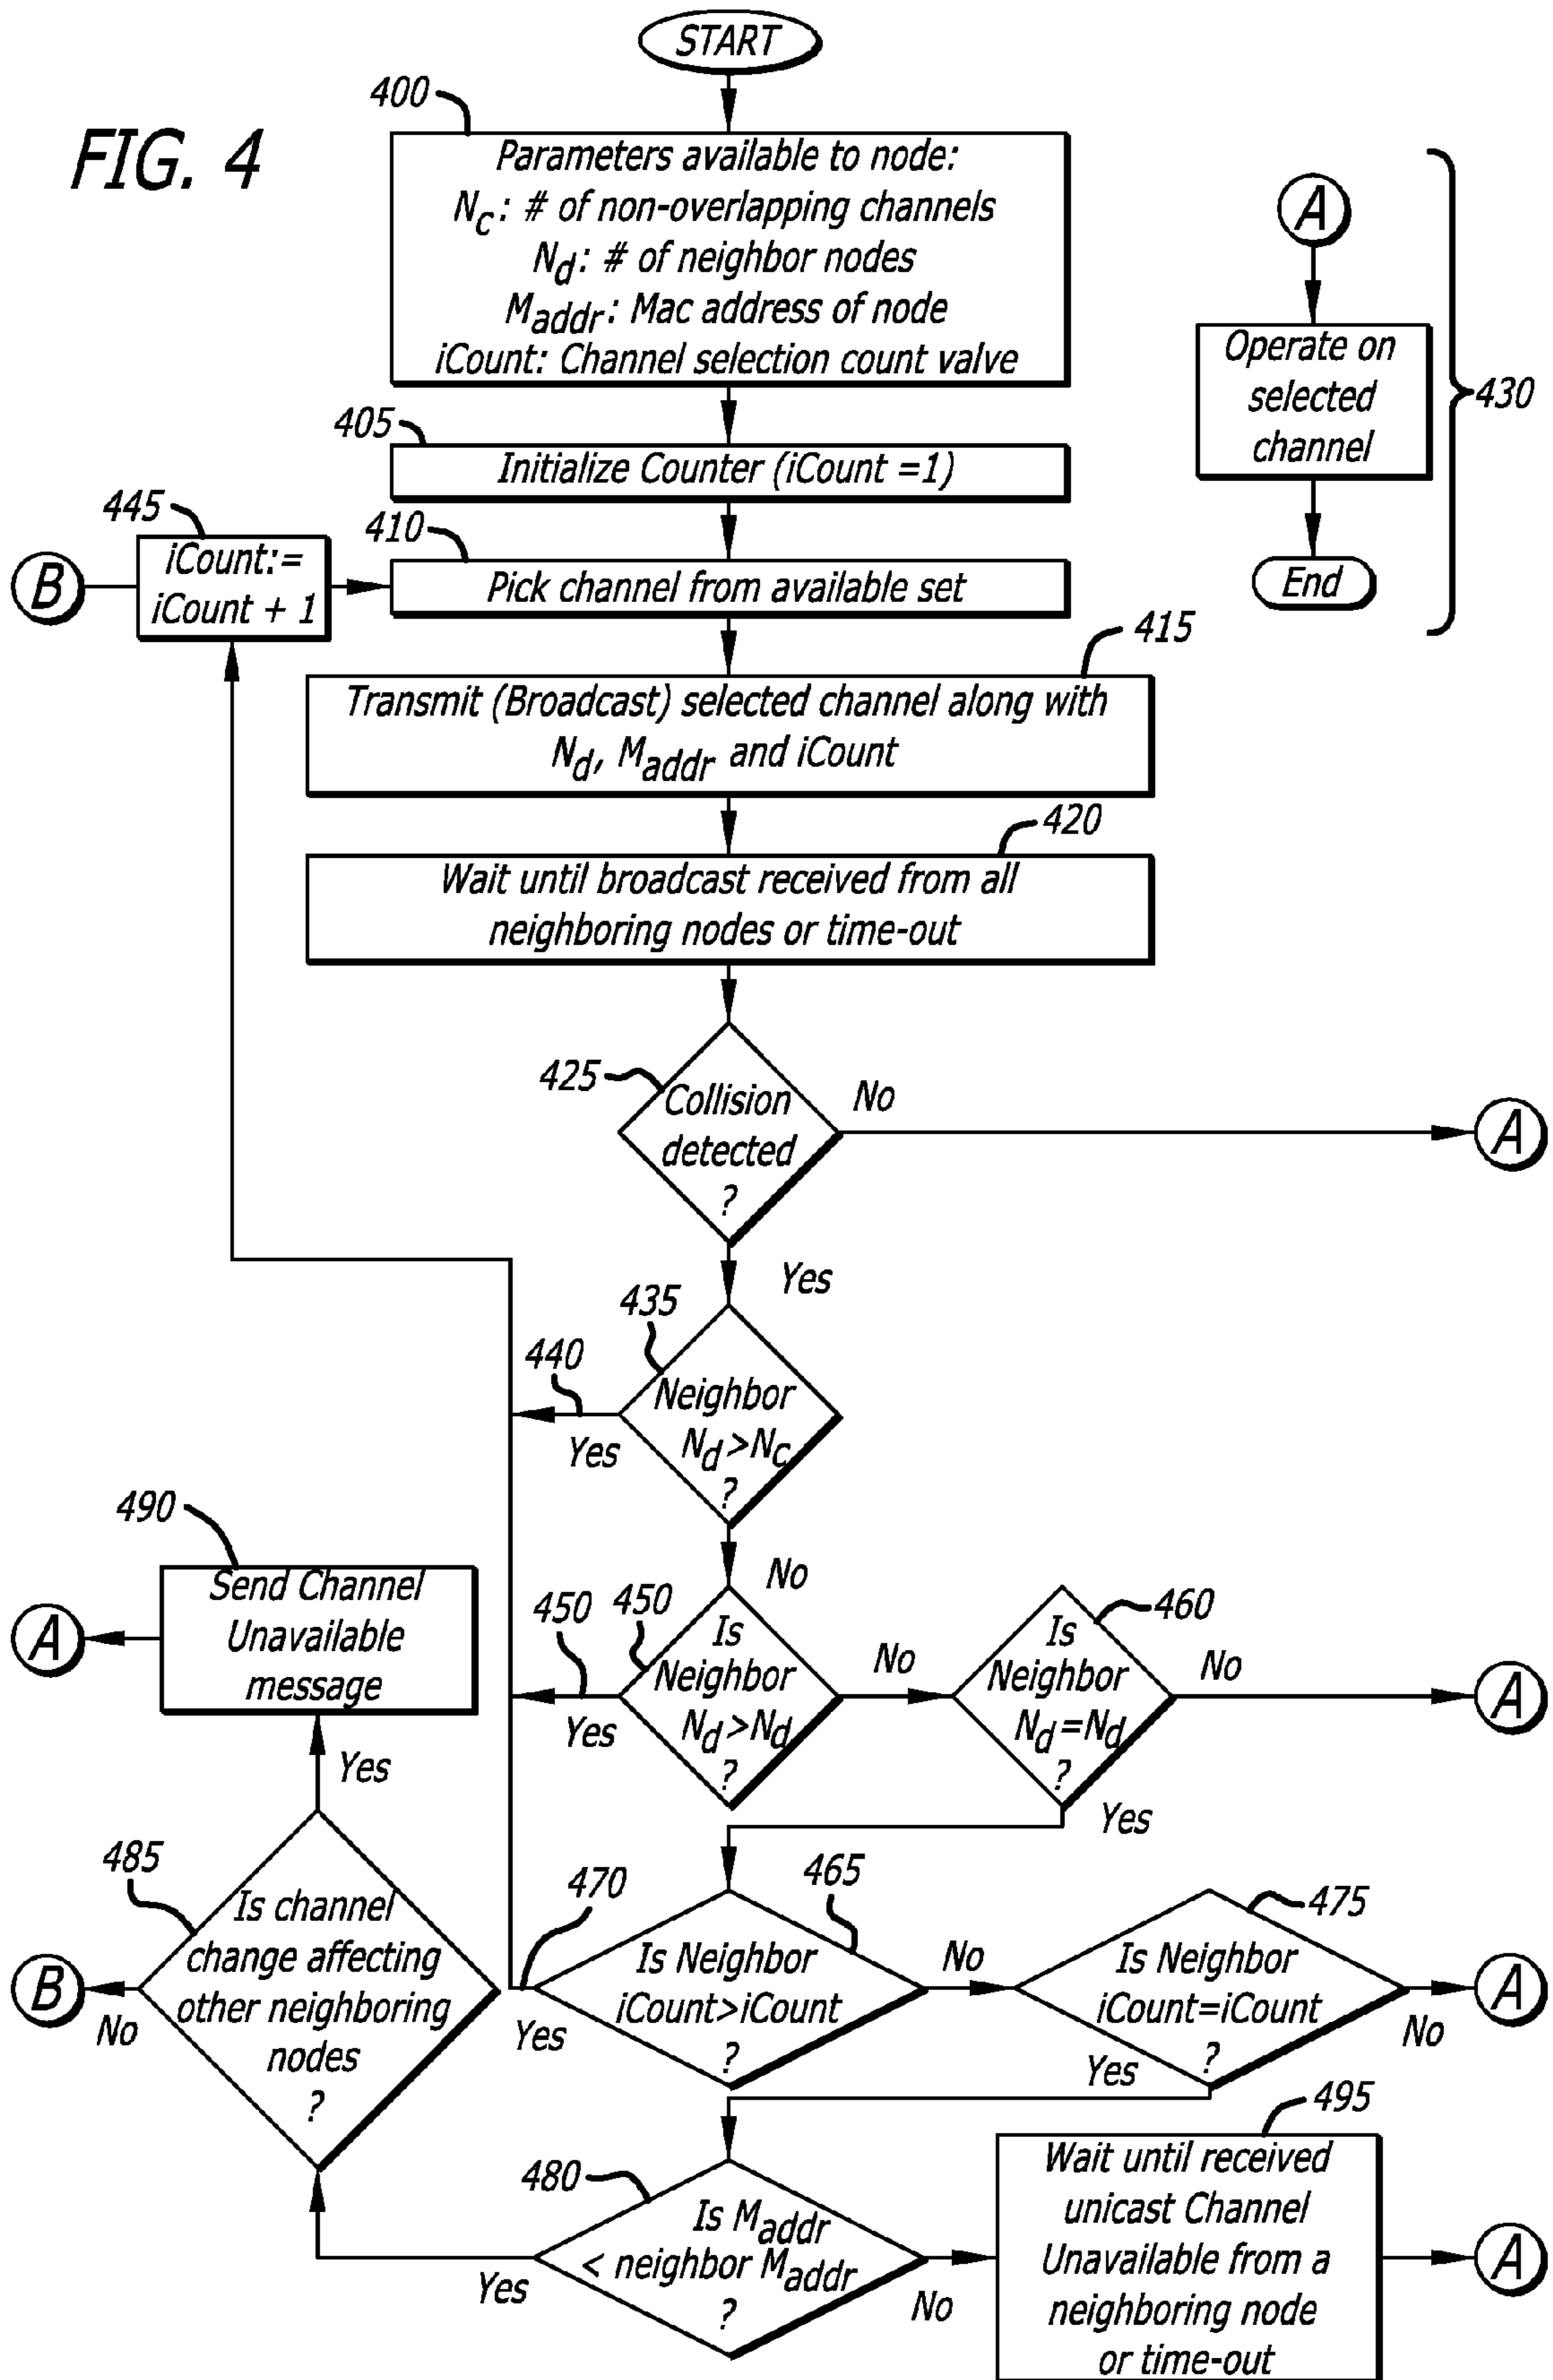 START
FIG. 4
400
Parameters available to node:
Nc: # of non-overlapping channels
Nd: # of neighbor nodes
Maddr: Mac address of node
iCount: Channel selection count valve
A
Operate on
selected
channel
End
430
405
Initialize Counter (iCount =1)
445
B
iCount:=
iCount + 1
410
Pick channel from available set
415
Transmit (Broadcast) selected channel along with
Nd, Maddr and iCount
420
Wait until broadcast received from all
neighboring nodes or time-out
425
Collision
detected
?
No
A
Yes
435
440
Neighbor
Nd>Nc
?
Yes
No
490
Send Channel
Unavailable
message
A
Yes
450
450
Is
Neighbor
Nd>Nd
?
Yes
No
460
Is
Neighbor
Nd=Nd
?
No
A
Yes
485
Is channel
change affecting
other neighboring
nodes
?
B
No
470
465
Is Neighbor
iCount>iCount
?
Yes
No
475
Is Neighbor
iCount=iCount
?
No
A
Yes
480
Is Maddr
< neighbor Maddr
?
Yes
No
495
Wait until received
unicast Channel
Unavailable from a
neighboring node
or time-out
A